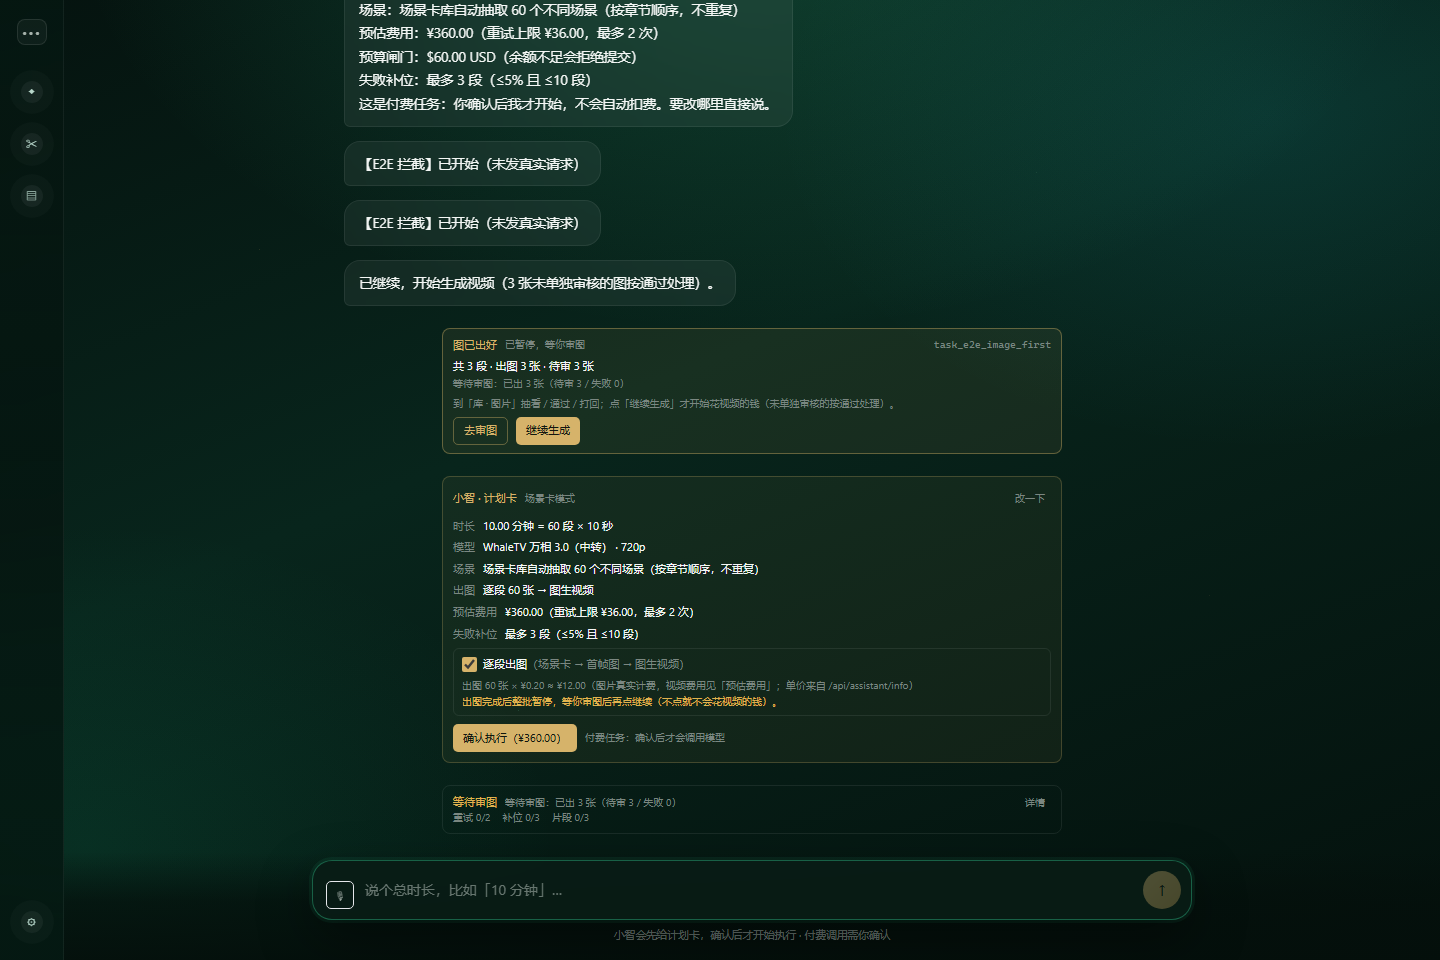 场景：场景卡库自动抽取 60 个不同场景（按章节顺序，不重复）
预估费用：¥360.00（重试上限 ¥36.00，最多 2 次）
预算闸门：$60.00 USD（余额不足会拒绝提交）
失败补位：最多 3 段（≤5% 且 ≤10 段）
这是付费任务：你确认后我才开始，不会自动扣费。要改哪里直接说。
【E2E 拦截】已开始（未发真实请求）
【E2E 拦截】已开始（未发真实请求）
已继续，开始生成视频（3 张未单独审核的图按通过处理）。
图已出好 已暂停，等你审图 task_e2e_image_first
共 3 段 · 出图 3 张 · 待审 3 张
等待审图：已出 3 张（待审 3 / 失败 0）
到「库 · 图片」抽看 / 通过 / 打回；点「继续生成」才开始花视频的钱（未单独审核的按通过处理）。
去审图 继续生成
小智 · 计划卡 场景卡模式 改一下
时长 10.00 分钟 = 60 段 × 10 秒
模型 WhaleTV 万相 3.0（中转） · 720p
场景 场景卡库自动抽取 60 个不同场景（按章节顺序，不重复）
出图 逐段 60 张 → 图生视频
预估费用 ¥360.00（重试上限 ¥36.00，最多 2 次）
失败补位 最多 3 段（≤5% 且 ≤10 段）
逐段出图（场景卡 → 首帧图 → 图生视频）
出图 60 张 × ¥0.20 ≈ ¥12.00（图片真实计费，视频费用见「预估费用」；单价来自 /api/assistant/info）
出图完成后整批暂停，等你审图后再点继续（不点就不会花视频的钱）。
确认执行（¥360.00） 付费任务：确认后才会调用模型
等待审图 等待审图：已出 3 张（待审 3 / 失败 0） 详情
重试 0/2 补位 0/3 片段 0/3
说个总时长，比如「10 分钟」...
小智会先给计划卡，确认后才开始执行 · 付费调用需你确认